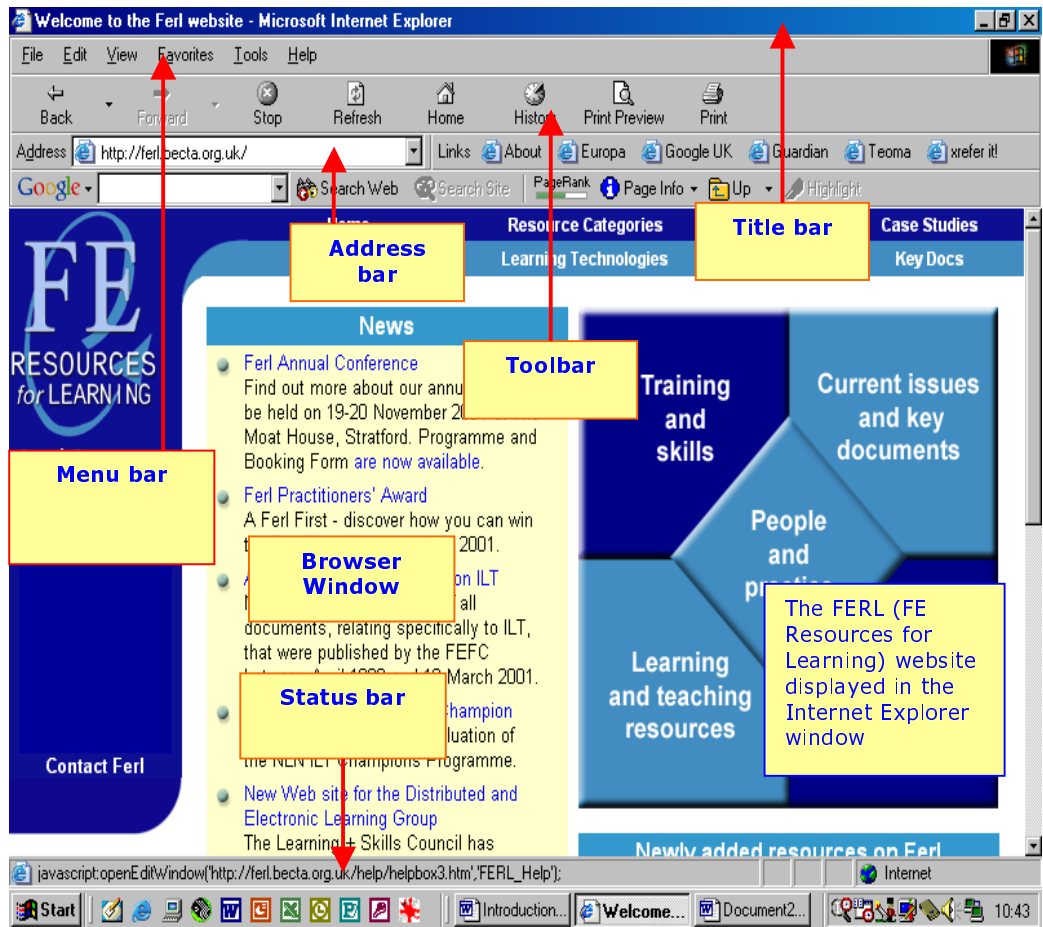 Welcome to the Ferl website - Microsoft Internet Explorer
File Edit View Favorites Tools Help
Back Forward Stop Refresh Home History Print Preview Print
Address http://ferl.becta.org.uk/ Links About Europa Google UK Guardian Teoma xrefer it!
Google Search Web Search Site PageRank Page Info Up Highlight
Home Resource Categories Case Studies
Learning Technologies Key Docs
Title bar
Address
bar
FE
RESOURCES
for LEARNING
News
Ferl Annual Conference
Find out more about our
be held on 19-20 November
Moat House, Stratford. Programme and
Booking Form are now available.
Ferl Practitioners' Award
A Ferl First - discover how you can win
2001.
on ILT
all
documents, relating specifically to ILT,
that were published by the FEFC
March 2001.
Champion
the NLN ILT Champions Programme.
New Web site for the Distributed and
Electronic Learning Group
The Learning + Skills Council has
Toolbar
Menu bar
Browser
Window
Status bar
Training
and
skills
Current issues
and key
documents
People
and
practice
Learning
and teaching
resources
The FERL (FE
Resources for
Learning) website
displayed in the
Internet Explorer
window
Contact Ferl
Newly added resources on Ferl
javascript:openEditWindow('http://ferl.becta.org.uk/help/helpbox3.htm','FERL_Help'); Internet
Start Introduction... Welcome... Document2... 10:43